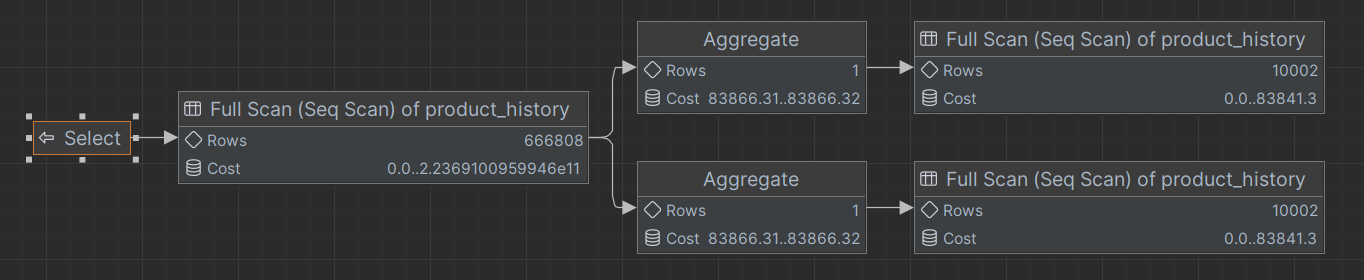 Select
Full Scan (Seq Scan) of product_history
Rows 666808
Cost 0.0..2.2369100959946e11
Aggregate
Rows 1
Cost 83866.31..83866.32
Full Scan (Seq Scan) of product_history
Rows 10002
Cost 0.0..83841.3
Aggregate
Rows 1
Cost 83866.31..83866.32
Full Scan (Seq Scan) of product_history
Rows 10002
Cost 0.0..83841.3